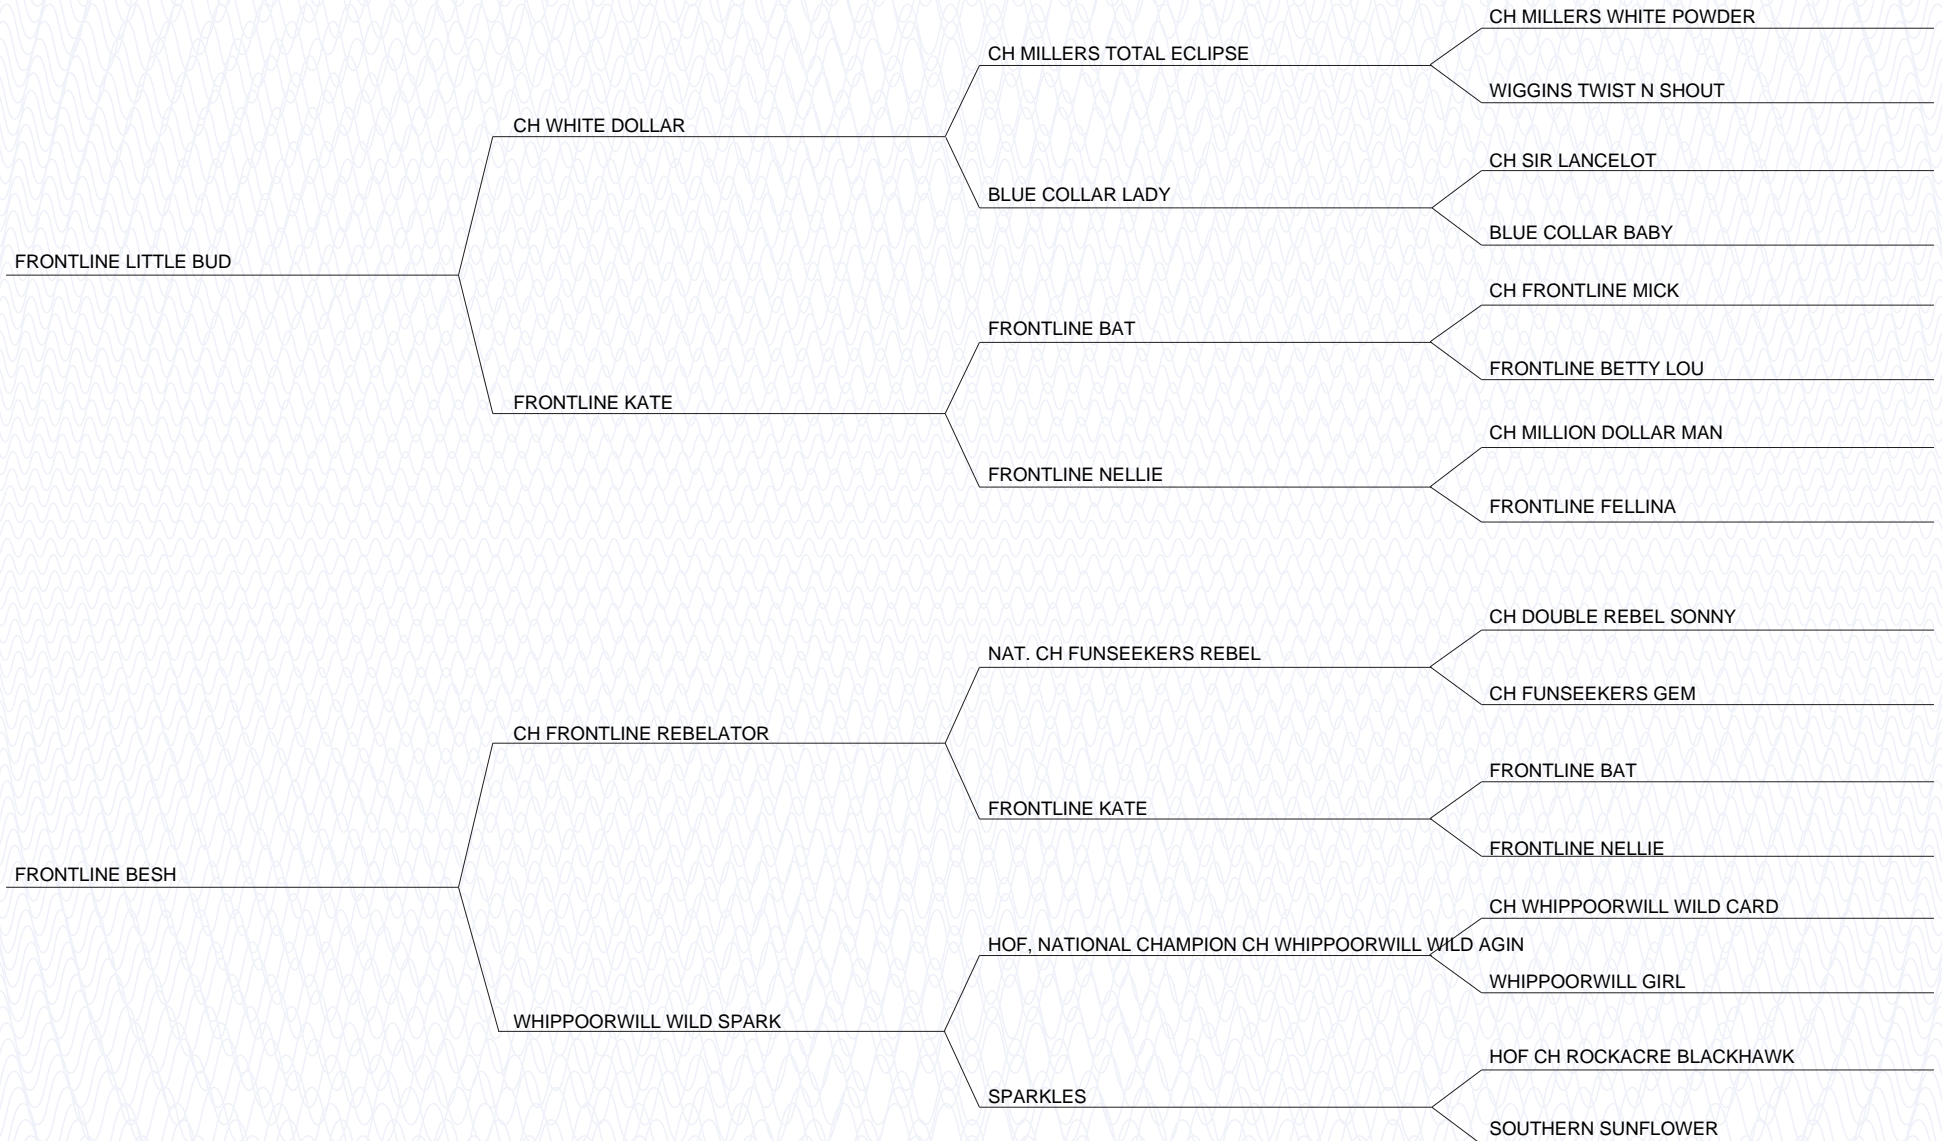 CH MILLERS WHITE POWDER
CH MILLERS TOTAL ECLIPSE
WIGGINS TWIST N SHOUT
CH WHITE DOLLAR
CH SIR LANCELOT
BLUE COLLAR LADY
BLUE COLLAR BABY
FRONTLINE LITTLE BUD
CH FRONTLINE MICK
FRONTLINE BAT
FRONTLINE BETTY LOU
FRONTLINE KATE
CH MILLION DOLLAR MAN
FRONTLINE NELLIE
FRONTLINE FELLINA
CH DOUBLE REBEL SONNY
NAT. CH FUNSEEKERS REBEL
CH FUNSEEKERS GEM
CH FRONTLINE REBELATOR
FRONTLINE BAT
FRONTLINE KATE
FRONTLINE NELLIE
FRONTLINE BESH
CH WHIPPOORWILL WILD CARD
HOF, NATIONAL CHAMPION CH WHIPPOORWILL WILD AGIN
WHIPPOORWILL GIRL
WHIPPOORWILL WILD SPARK
HOF CH ROCKACRE BLACKHAWK
SPARKLES
SOUTHERN SUNFLOWER